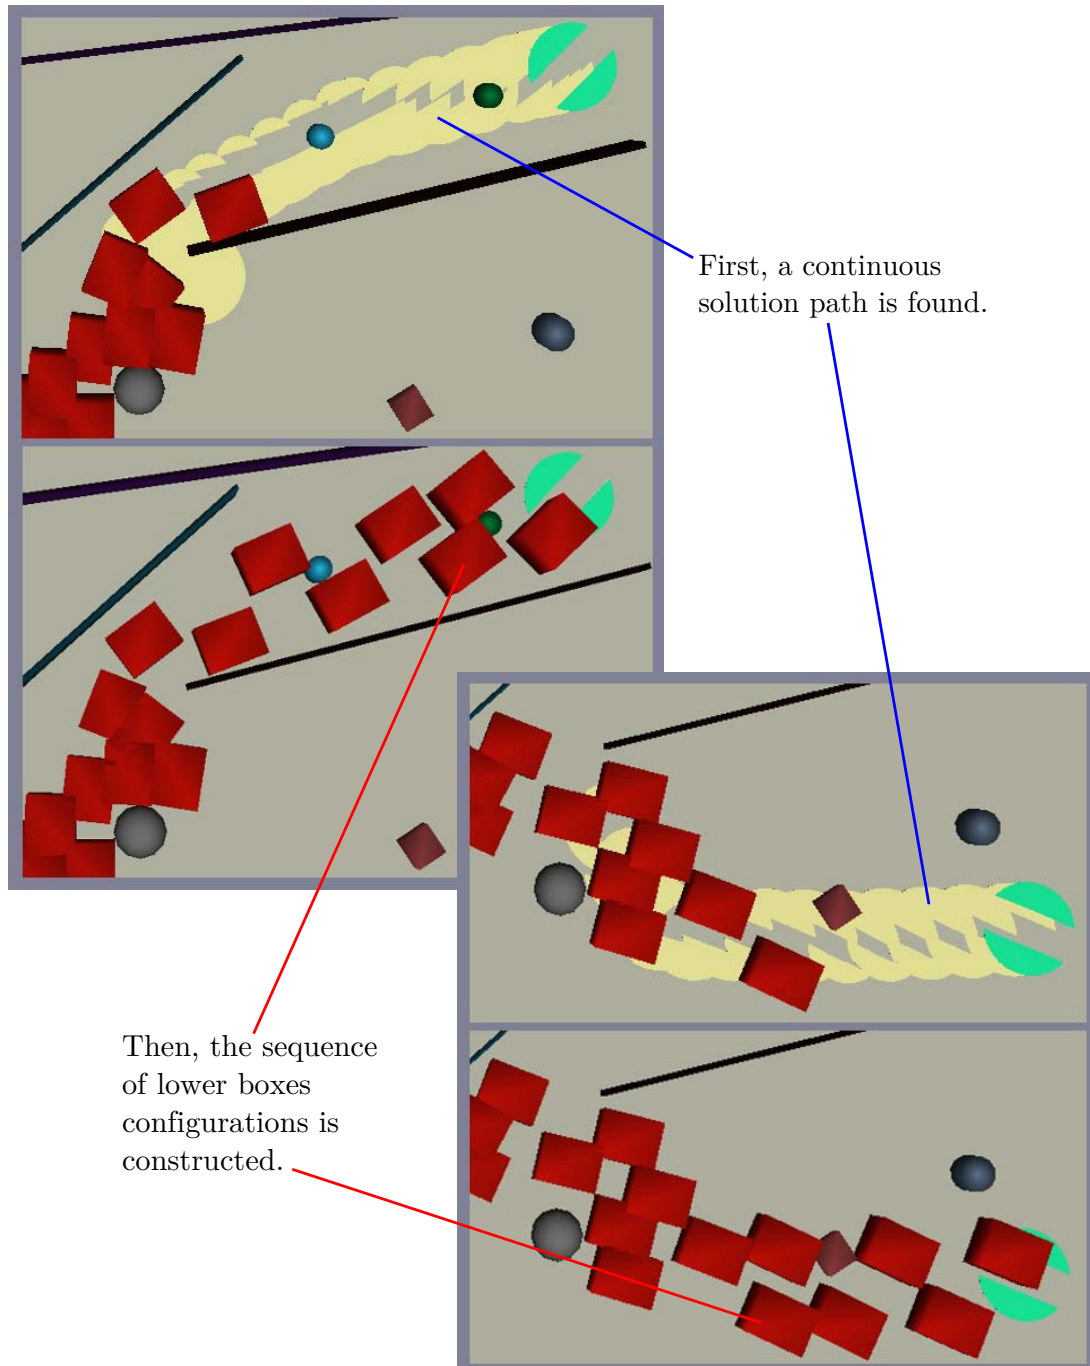 First, a continuous
solution path is found.
Then, the sequence
of lower boxes
configurations is
constructed.